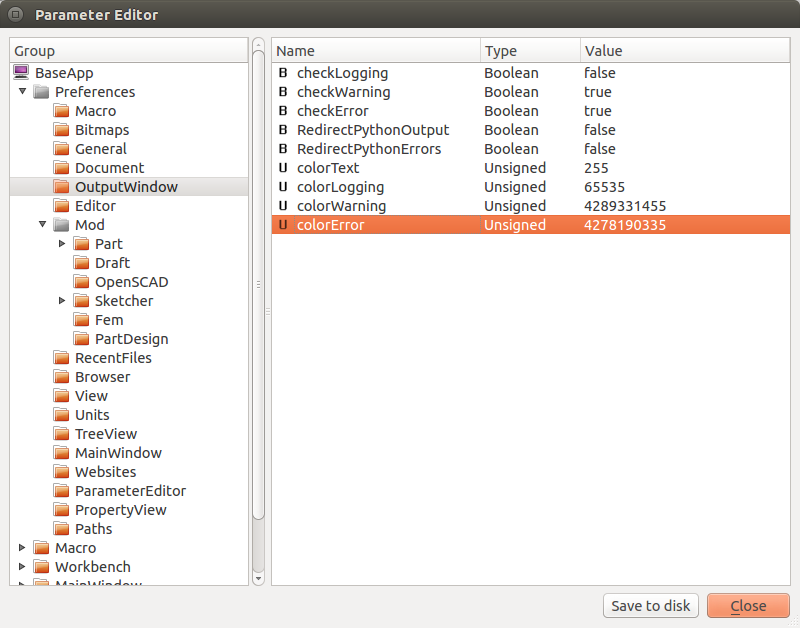 Parameter Editor
Group
BaseApp
Preferences
Macro
Bitmaps
General
Document
OutputWindow
Editor
Mod
Part
Draft
OpenSCAD
Sketcher
Fem
PartDesign
RecentFiles
Browser
View
Units
TreeView
MainWindow
Websites
ParameterEditor
PropertyView
Paths
Macro
Workbench
MainWindow
Name Type Value
B checkLogging Boolean false
B checkWarning Boolean true
B checkError Boolean true
B RedirectPythonOutput Boolean false
B RedirectPythonErrors Boolean false
U colorText Unsigned 255
U colorLogging Unsigned 65535
U colorWarning Unsigned 4289331455
U colorError Unsigned 4278190335
Save to disk
Close